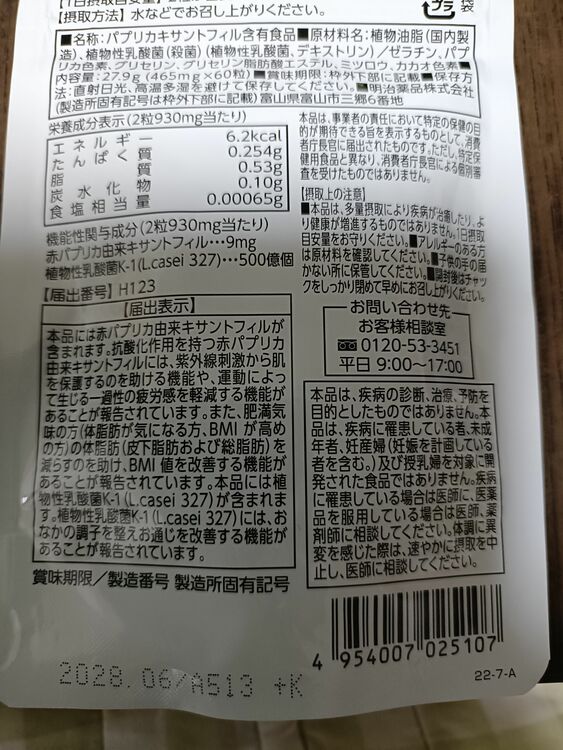 【摂取方法】水などでお召し上がりください。
プラ
袋
■名称:パプリカキサントフィル含有食品■原材料名:植物油脂(国内製
造)、植物性乳酸菌(殺菌)(植物性乳酸菌、デキストリン)/ゼラチン、パプ
リカ色素、グリセリン、グリセリン脂肪酸エステル、ミツロウ、カカオ色素■
内容量:27.9g(465mg×60粒)■賞味期限:枠外下部に記載■保存方
法:直射日光、高温多湿を避けて保存してください。■明治薬品株式会社
(製造所固有記号は枠外下部に記載)富山県富山市三郷6番地
栄養成分表示(2粒930mg当たり)
エネルギー 6.2kcal
たんぱく質 0.254g
脂質 0.53g
炭水化物 0.10g
食塩相当量 0.00065g
機能性関与成分(2粒930mg当たり)
赤パプリカ由来キサントフィル…9mg
植物性乳酸菌K-1(L.casei 327)…500億個
【届出番号】H123
【届出表示】
本品には赤パプリカ由来キサントフィルが
含まれます。抗酸化作用を持つ赤パプリカ
由来キサントフィルには、紫外線刺激から肌
を保護するのを助ける機能や、運動によっ
て生じる一過性の疲労感を軽減する機能が
あることが報告されています。また、肥満気
味の方(体脂肪が気になる方、BMIが高め
の方)の体脂肪(皮下脂肪および総脂肪)を
減らすのを助け、BMI値を改善する機能が
あることが報告されています。本品には植
物性乳酸菌K-1(L.casei 327)が含まれま
す。植物性乳酸菌K-1(L.casei 327)には、お
なかの調子を整えお通じを改善する機能が
あることが報告されています。
賞味期限/製造番号 製造所固有記号
2028.06/A513 +K
本品は、事業者の責任において特定の保健の目
的が期待できる旨を表示するものとして、消費
者庁長官に届出されたものです。ただし、特定保
健用食品と異なり、消費者庁長官による個別審
査を受けたものではありません。
【摂取上の注意】
■本品は、多量摂取により疾病が治癒したり、よ
り健康が増進するものではありません。1日摂取
目安量をお守りください。■アレルギーのある方
は原材料を確認してください。■子供の手の届
かない所に保管してください。■開封後はチャッ
クをしっかり閉めて早めにお召し上がりください。
お問い合わせ先
お客様相談室
0120-53-3451
平日 9:00〜17:00
本品は、疾病の診断、治療、予防を
目的としたものではありません。本
品は、疾病に罹患している者、未成
年者、妊産婦(妊娠を計画している
者を含む。)及び授乳婦を対象に開
発された食品ではありません。疾病
に罹患している場合は医師に、医薬
品を服用している場合は医師、薬
剤師に相談してください。体調に異
変を感じた際は、速やかに摂取を中
止し、医師に相談してください。
4 954007 025107
22-7-A